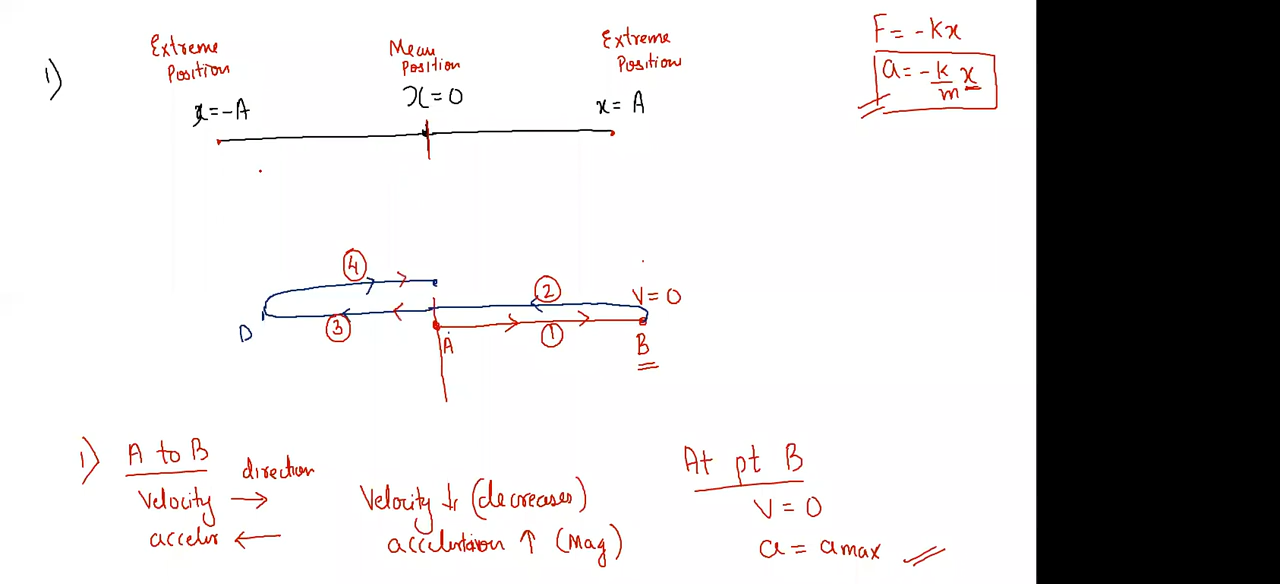 1)
Extreme
Position
x=-A
Mean
Position
x=0
Extreme
Position
x= A
F= -kx
a= -k/m x
4
3
2
1
V=0
D
A
B
1) A to B
direction
Velocity →
acceler ←
Velocity ↓ (decreases)
acceleration ↑ (Mag)
At pt B
V=0
a = amax